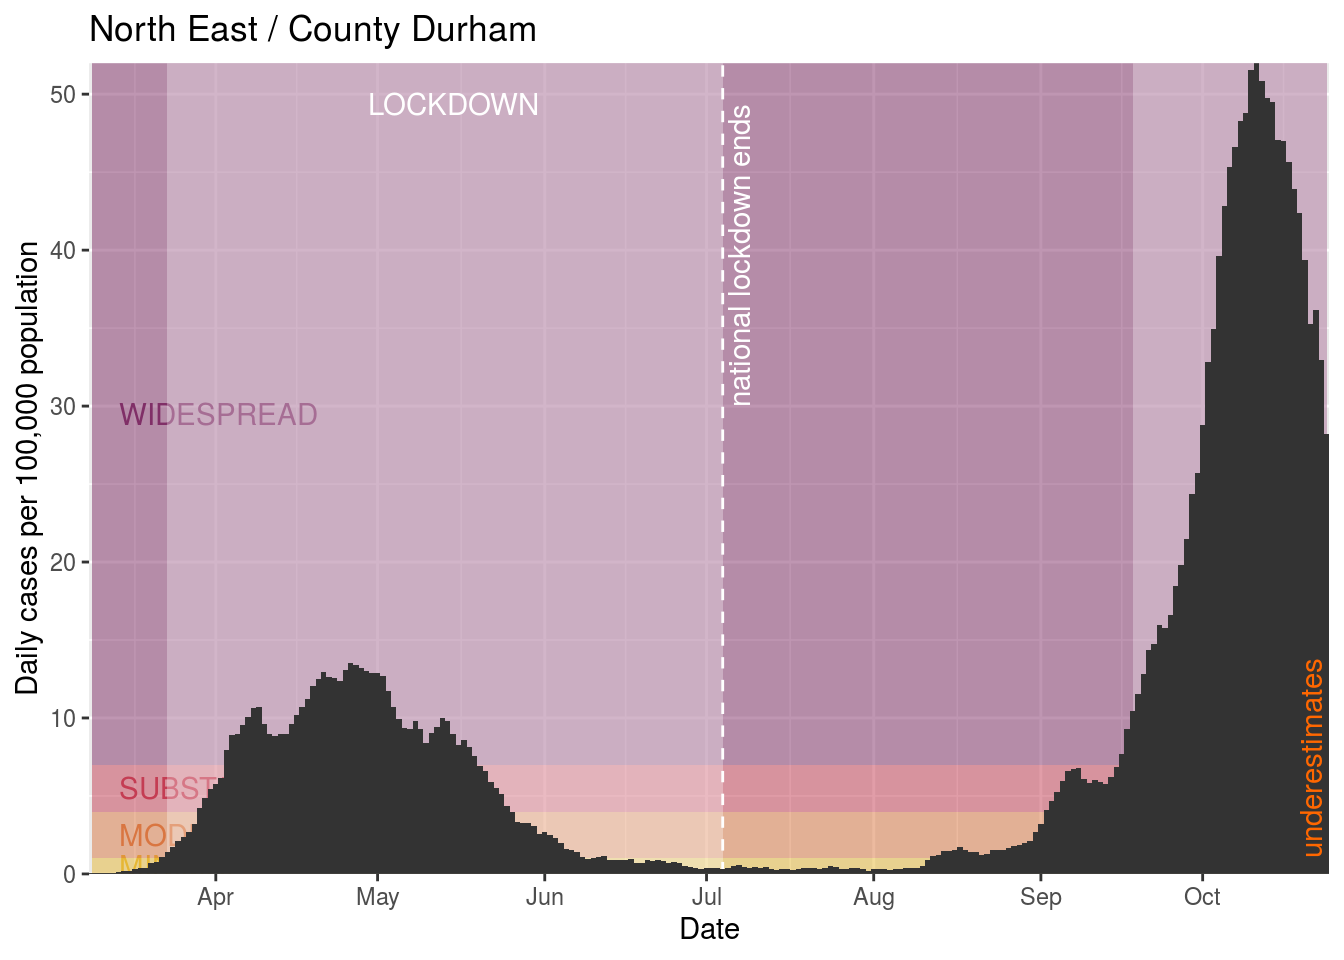 North East / County Durham
Daily cases per 100,000 population
50
40
30
20
10
0
LOCKDOWN
national lockdown ends
WIDESPREAD
SUBST
MOD
underestimates
Apr
May
Jun
Jul
Aug
Sep
Oct
Date